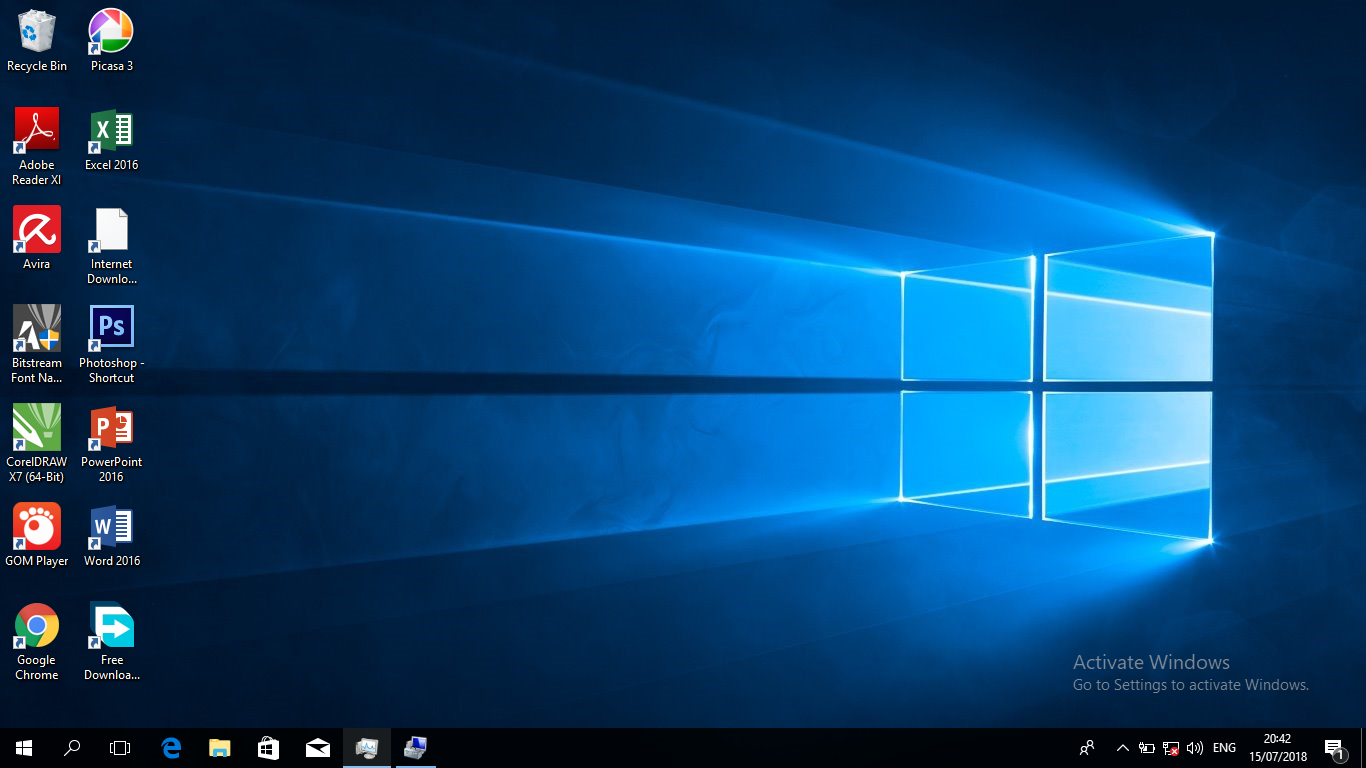 Recycle Bin
Picasa 3
Adobe
Reader XI
X
Excel 2016
Avira
Internet
Downlo...
A
Bitstream
Font Na...
Ps
Photoshop -
Shortcut
CorelDRAW
X7 (64-Bit)
P
PowerPoint
2016
GOM Player
W
Word 2016
Google
Chrome
Free
Downloa...
Activate Windows
Go to Settings to activate Windows.
ENG
20:42
15/07/2018
1